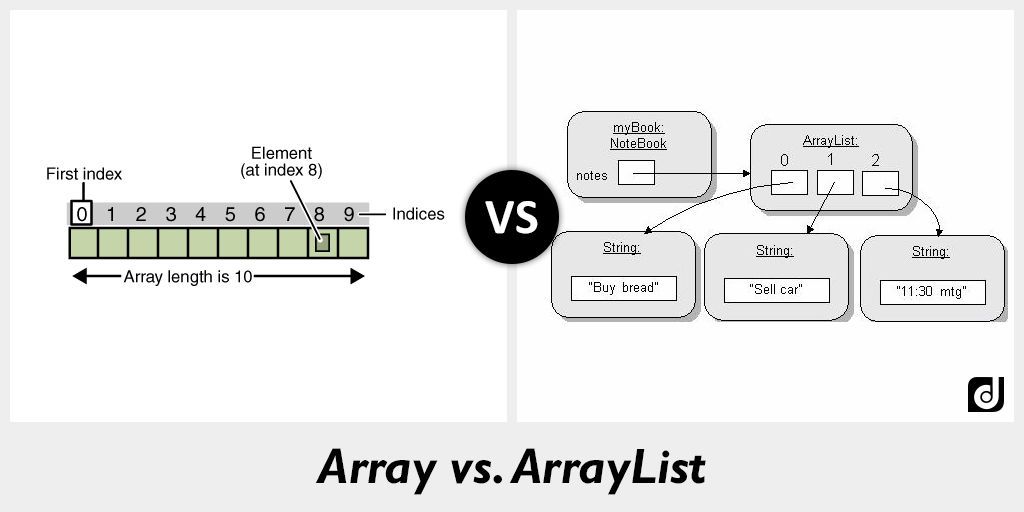 First index
Element
(at index 8)
0 1 2 3 4 5 6 7 8 9
Indices
Array length is 10
VS
myBook:
NoteBook
notes
ArrayList:
0 1 2
String:
"Buy bread"
String:
"Sell car"
String:
"11:30 mtg"
d
Array vs. ArrayList